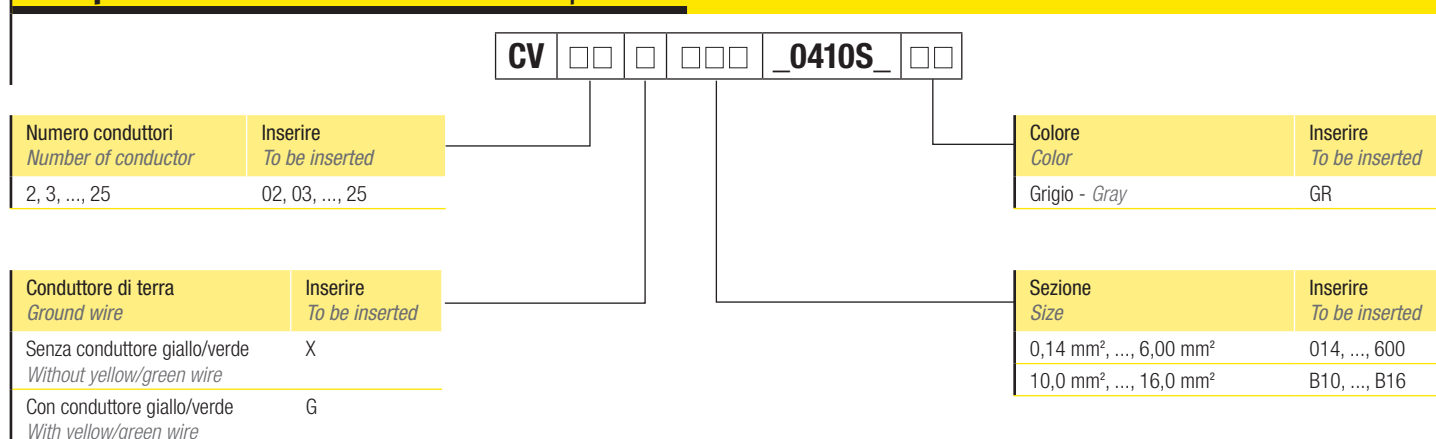 CV □□ □ □□□ _0410S_ □□
Numero conduttori Inserire
Number of conductor To be inserted
2, 3, ..., 25 02, 03, ..., 25
Colore Inserire
Color To be inserted
Grigio - Gray GR
Conduttore di terra Inserire
Ground wire To be inserted
Senza conduttore giallo/verde X
Without yellow/green wire
Con conduttore giallo/verde G
With yellow/green wire
Sezione Inserire
Size To be inserted
0,14 mm², ..., 6,00 mm² 014, ..., 600
10,0 mm², ..., 16,0 mm² B10, ..., B16